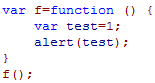 var f=function () {
    var test=1;
    alert(test);
}
f();